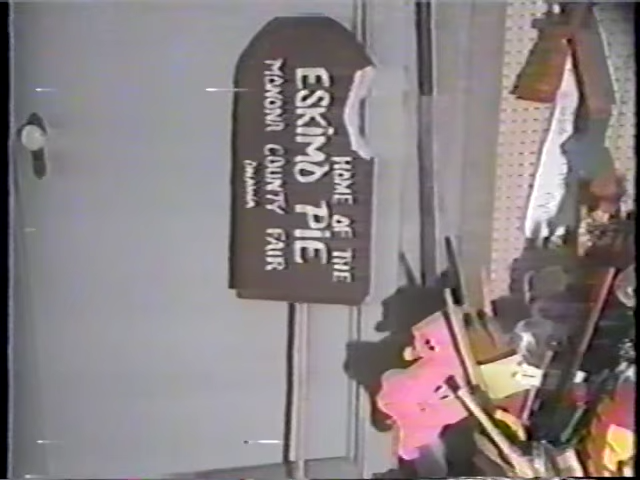 HOME OF THE
ESKIMO PIE
MONONA COUNTY FAIR
ONAWA